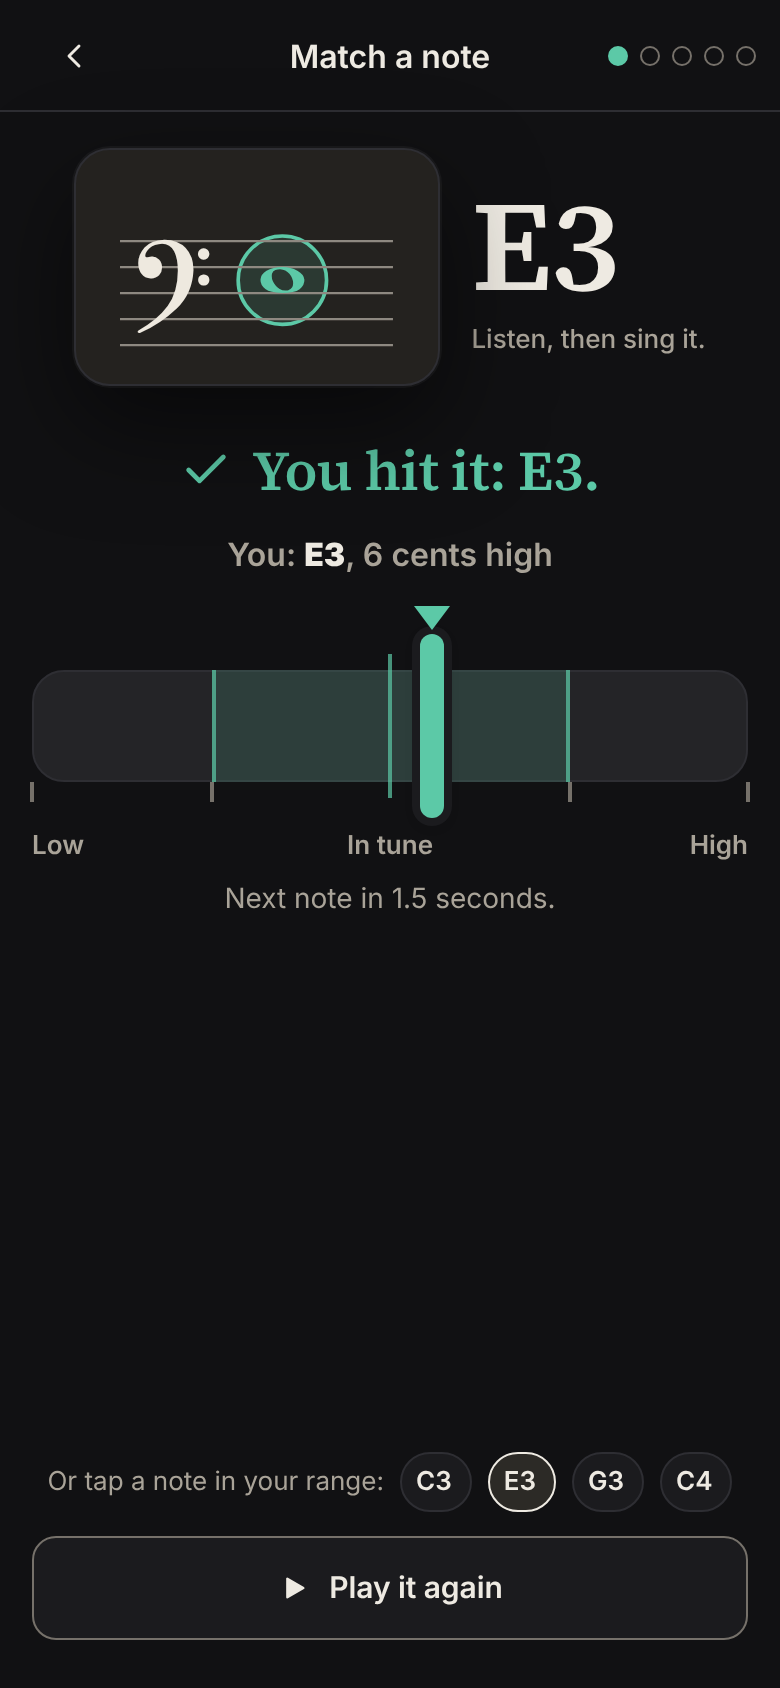 Match a note
E3
Listen, then sing it.
You hit it: E3.
You: E3, 6 cents high
Low In tune High
Next note in 1.5 seconds.
Or tap a note in your range: C3 E3 G3 C4
Play it again